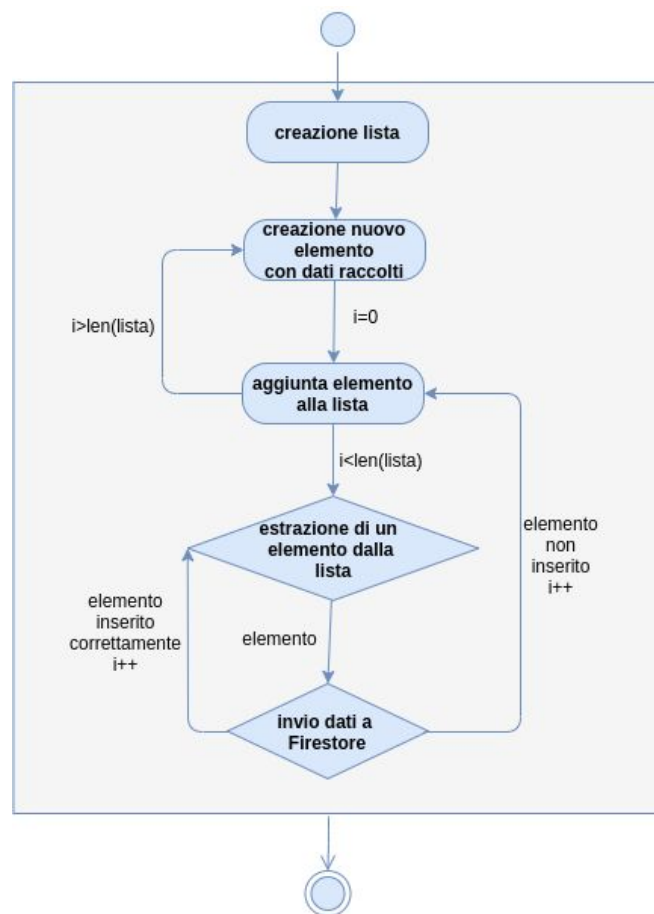 creazione lista
creazione nuovo
elemento
con dati raccolti
i=0
i>len(lista)
aggiunta elemento
alla lista
i<len(lista)
estrazione di un
elemento dalla
lista
elemento
non
inserito
i++
elemento
inserito
correttamente
i++
elemento
invio dati a
Firestore